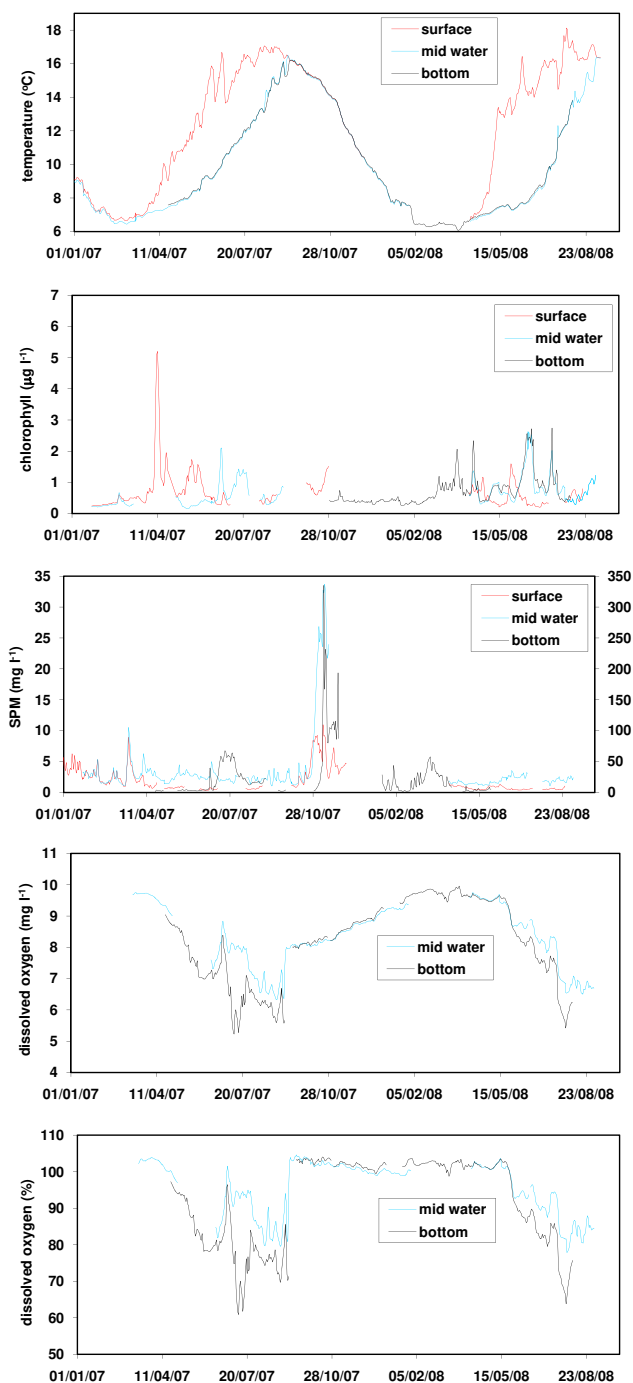 temperature (ºC)
18
16
14
12
10
8
6
surface
mid water
bottom
01/01/07 11/04/07 20/07/07 28/10/07 05/02/08 15/05/08 23/08/08
chlorophyll (µg l-1)
7
6
5
4
3
2
1
0
surface
mid water
bottom
01/01/07 11/04/07 20/07/07 28/10/07 05/02/08 15/05/08 23/08/08
SPM (mg l-1)
35
30
25
20
15
10
5
0
surface
mid water
bottom
350
300
250
200
150
100
50
0
01/01/07 11/04/07 20/07/07 28/10/07 05/02/08 15/05/08 23/08/08
dissolved oxygen (mg l-1)
11
10
9
8
7
6
5
4
mid water
bottom
01/01/07 11/04/07 20/07/07 28/10/07 05/02/08 15/05/08 23/08/08
dissolved oxygen (%)
110
100
90
80
70
60
50
mid water
bottom
01/01/07 11/04/07 20/07/07 28/10/07 05/02/08 15/05/08 23/08/08